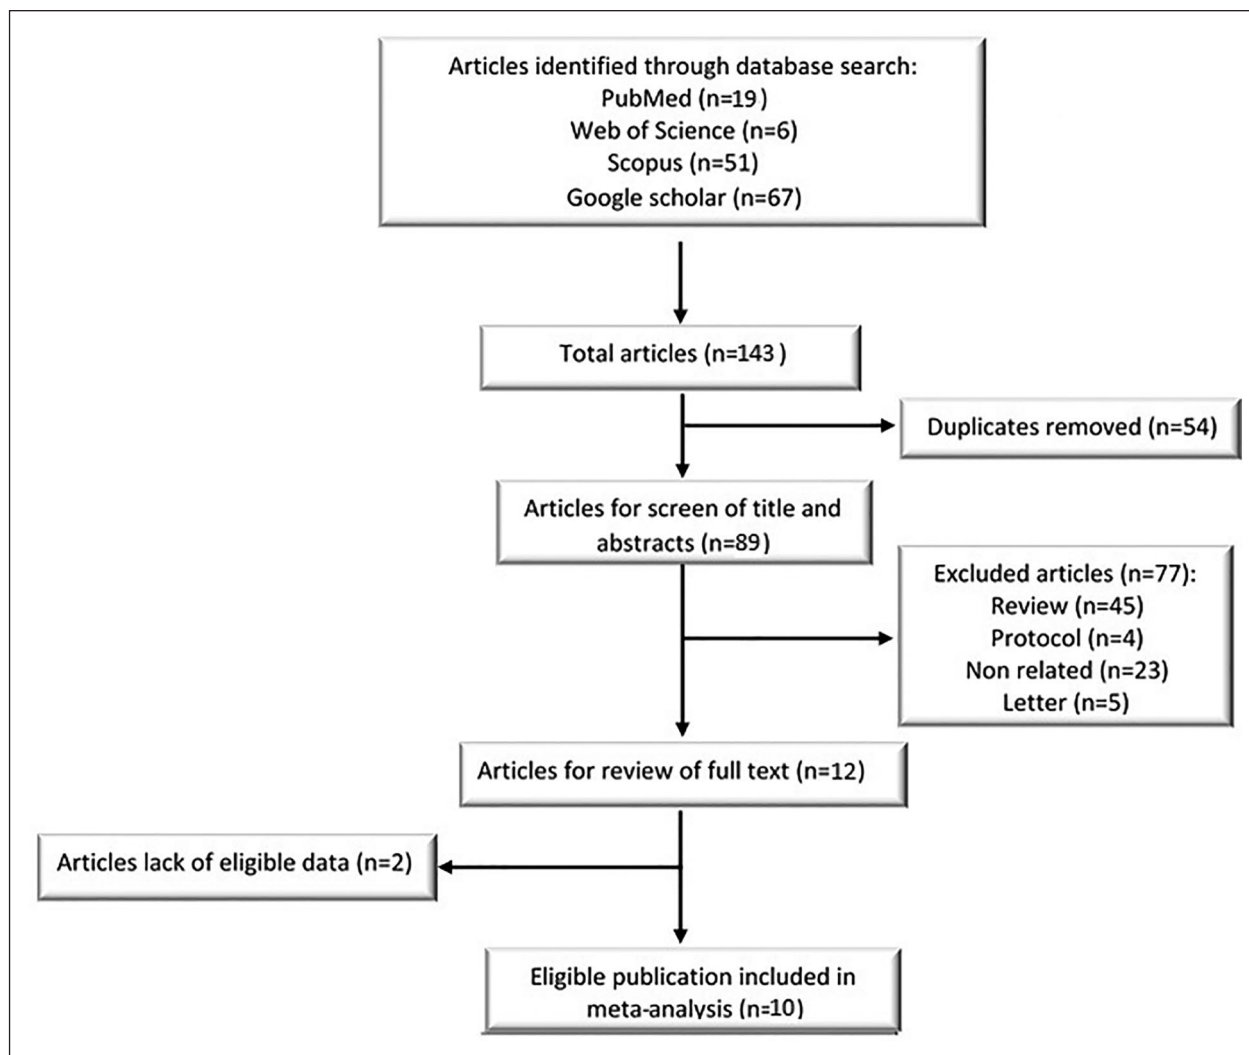 Articles identified through database search:
PubMed (n=19)
Web of Science (n=6)
Scopus (n=51)
Google scholar (n=67)
Total articles (n=143)
Duplicates removed (n=54)
Articles for screen of title and
abstracts (n=89)
Excluded articles (n=77):
Review (n=45)
Protocol (n=4)
Non related (n=23)
Letter (n=5)
Articles for review of full text (n=12)
Articles lack of eligible data (n=2)
Eligible publication included in
meta-analysis (n=10)